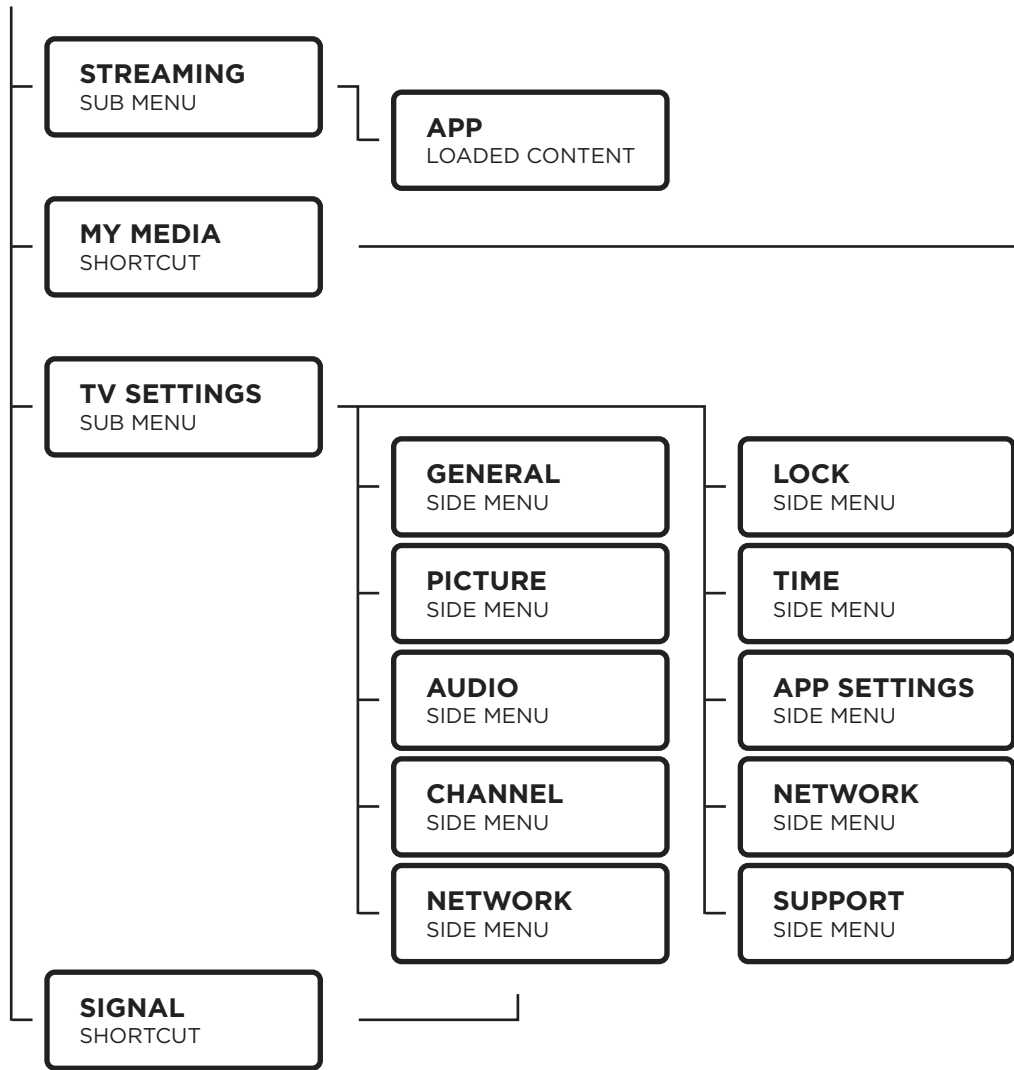 STREAMING
SUB MENU
APP
LOADED CONTENT
MY MEDIA
SHORTCUT
TV SETTINGS
SUB MENU
GENERAL
SIDE MENU
LOCK
SIDE MENU
PICTURE
SIDE MENU
TIME
SIDE MENU
AUDIO
SIDE MENU
APP SETTINGS
SIDE MENU
CHANNEL
SIDE MENU
NETWORK
SIDE MENU
NETWORK
SIDE MENU
SUPPORT
SIDE MENU
SIGNAL
SHORTCUT